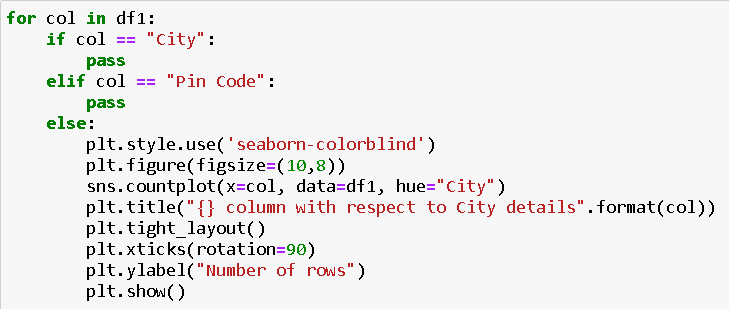 for col in df1:
    if col == "City":
        pass
    elif col == "Pin Code":
        pass
    else:
        plt.style.use('seaborn-colorblind')
        plt.figure(figsize=(10,8))
        sns.countplot(x=col, data=df1, hue="City")
        plt.title("{} column with respect to City details".format(col))
        plt.tight_layout()
        plt.xticks(rotation=90)
        plt.ylabel("Number of rows")
        plt.show()